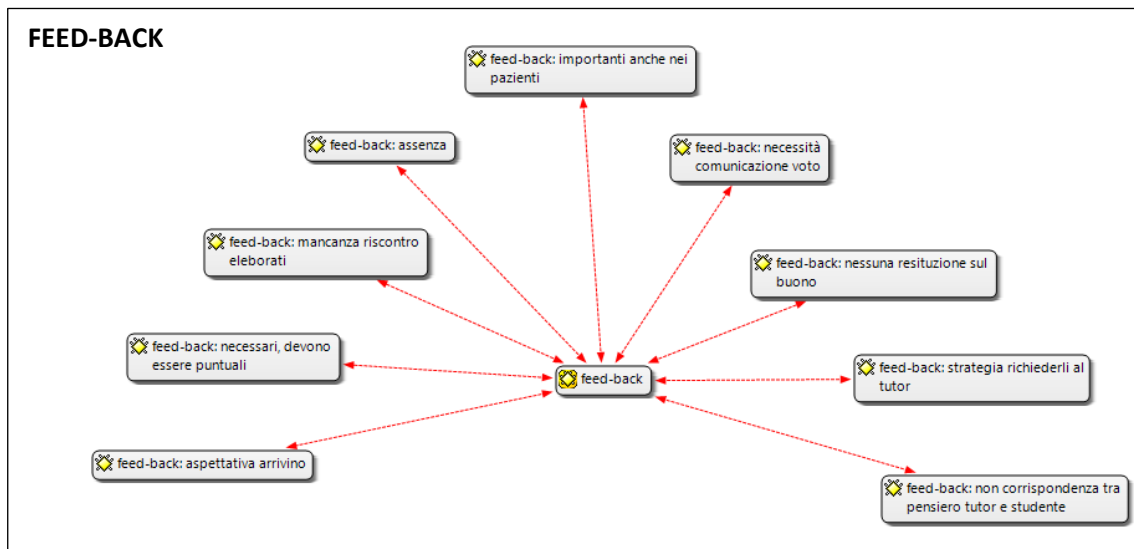 FEED-BACK
feed-back: importanti anche nei
pazienti
feed-back: assenza
feed-back: necessità
comunicazione voto
feed-back: mancanza riscontro
eleborati
feed-back: nessuna resituzione sul
buono
feed-back: necessari, devono
essere puntuali
feed-back
feed-back: strategia richiederli al
tutor
feed-back: aspettativa arrivino
feed-back: non corrispondenza tra
pensiero tutor e studente